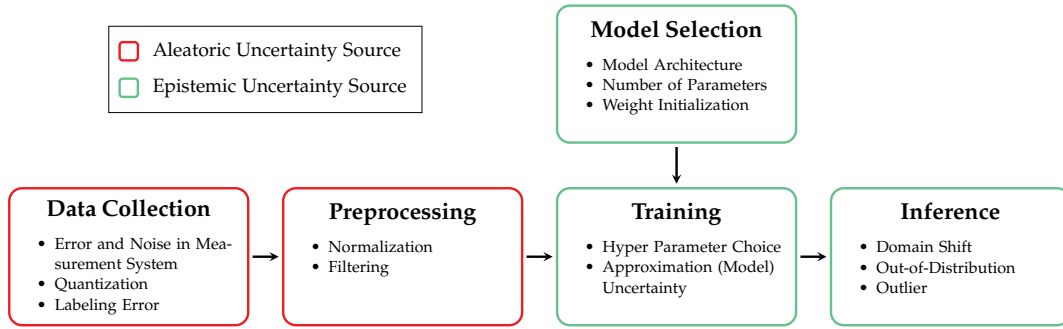 Aleatoric Uncertainty Source
Epistemic Uncertainty Source
Model Selection
• Model Architecture
• Number of Parameters
• Weight Initialization
Data Collection
• Error and Noise in Mea-
surement System
• Quantization
• Labeling Error
Preprocessing
• Normalization
• Filtering
Training
• Hyper Parameter Choice
• Approximation (Model)
Uncertainty
Inference
• Domain Shift
• Out-of-Distribution
• Outlier